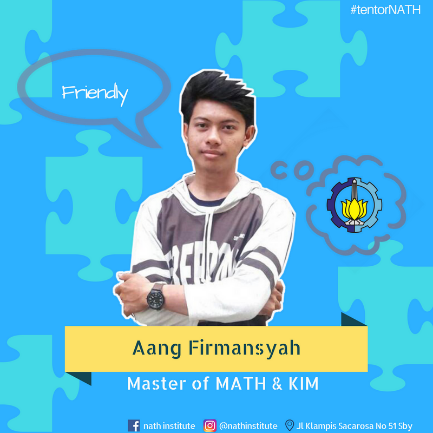 #tentorNATH
Friendly
Aang Firmansyah
Master of MATH & KIM
nath institute @nathinstitute Jl Klampis Sacarosa No 51 Sby